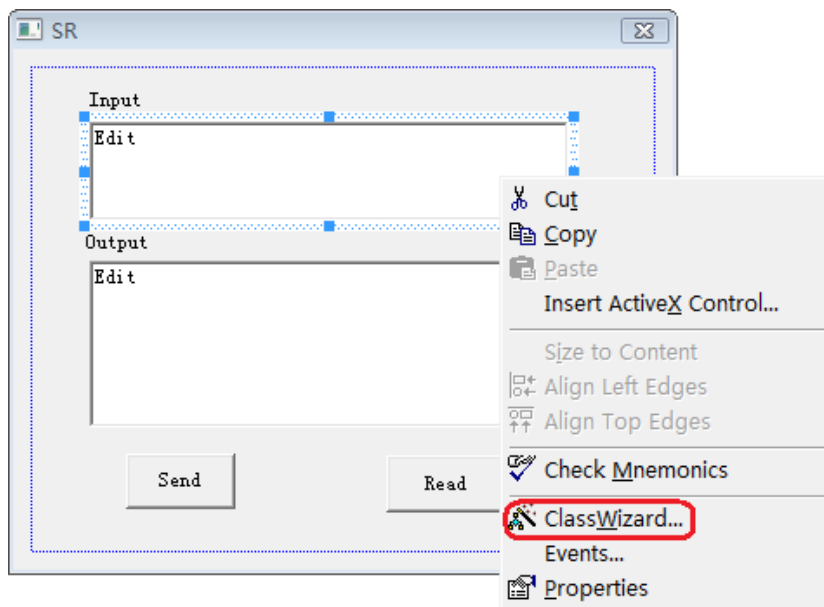 SR
Input
Edit
Output
Edit
Send
Read
Cut
Copy
Paste
Insert ActiveX Control...
Size to Content
Align Left Edges
Align Top Edges
Check Mnemonics
ClassWizard...
Events...
Properties